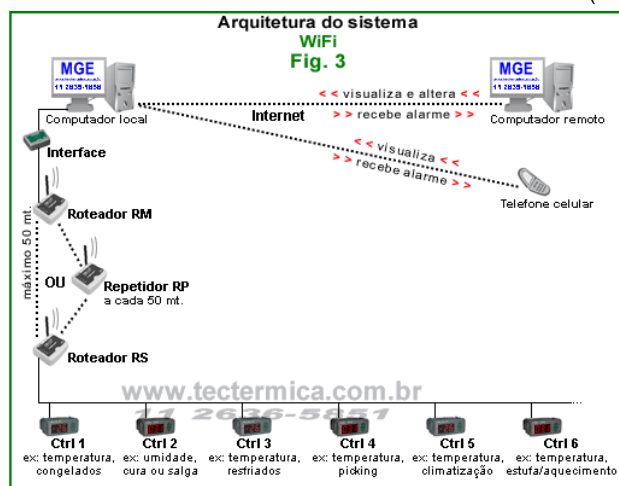 Arquitetura do sistema
WiFi
Fig. 3
MGE
11 2636-5858
Computador local
<< visualiza e altera <<
Internet
>> recebe alarme >>
MGE
11 2636-5858
Computador remoto
Interface
<< visualiza <<
>> recebe alarme >>
Telefone celular
Roteador RM
máximo 50 mt.
OU
Repetidor RP
a cada 50 mt.
Roteador RS
www.tectermica.com.br
11 2636-5851
Ctrl 1
ex: temperatura,
congelados
Ctrl 2
ex: umidade,
cura ou salga
Ctrl 3
ex: temperatura,
resfriados
Ctrl 4
ex: temperatura,
picking
Ctrl 5
ex: temperatura,
climatização
Ctrl 6
ex: temperatura,
estufa/aquecimento